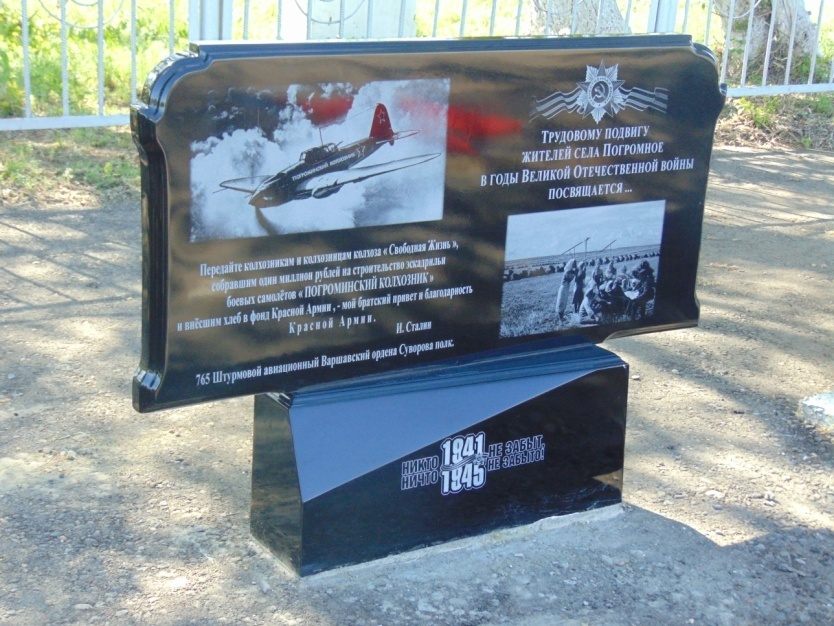 ПОГРОМИНСКИЙ КОЛХОЗНИК
Передайте колхозникам и колхозницам колхоза «Свободная Жизнь»,
собравшим один миллион рублей на строительство эскадрильи
боевых самолётов «ПОГРОМИНСКИЙ КОЛХОЗНИК»
и внёсшим хлеб в фонд Красной Армии, - мой братский привет и благодарность
Красной Армии.
И. Сталин
765 Штурмовой авиационный Варшавский ордена Суворова полк.
Трудовому подвигу
жителей села Погромное
в годы Великой Отечественной войны
посвящается...
НИКТО 1941 НЕ ЗАБЫТ,
НИЧТО 1945 НЕ ЗАБЫТО!